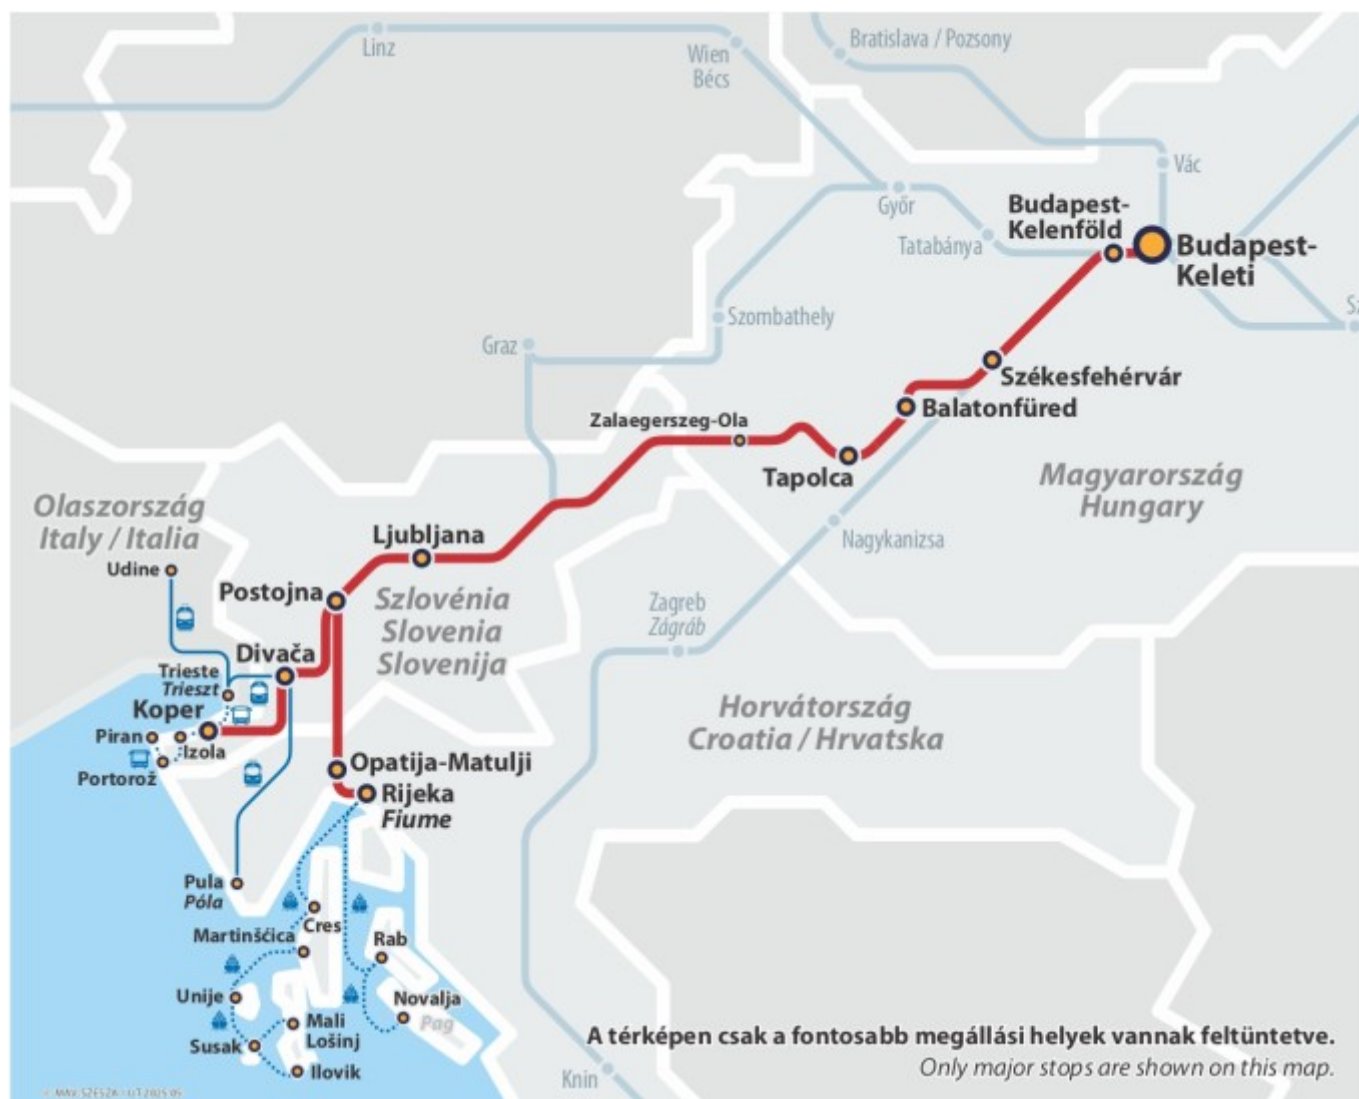 Linz
Wien
Bécs
Bratislava / Pozsony
Vác
Győr
Tatabánya
Budapest-
Kelenföld
Budapest-
Keleti
Szombathely
Graz
Székesfehérvár
Balatonfüred
Zalaegerszeg-Ola
Tapolca
Magyarország
Hungary
Olaszország
Italy / Italia
Udine
Ljubljana
Nagykanizsa
Postojna
Szlovénia
Slovenia
Slovenija
Zagreb
Zágráb
Divača
Trieste
Trieszt
Koper
Piran
Izola
Portorož
Horvátország
Croatia / Hrvatska
Opatija-Matulji
Rijeka
Fiume
Pula
Póla
Cres
Martinšćica
Rab
Unije
Novalja
Pag
Mali
Lošinj
Susak
Ilovik
A térképen csak a fontosabb megállási helyek vannak feltüntetve.
Only major stops are shown on this map.
Knin